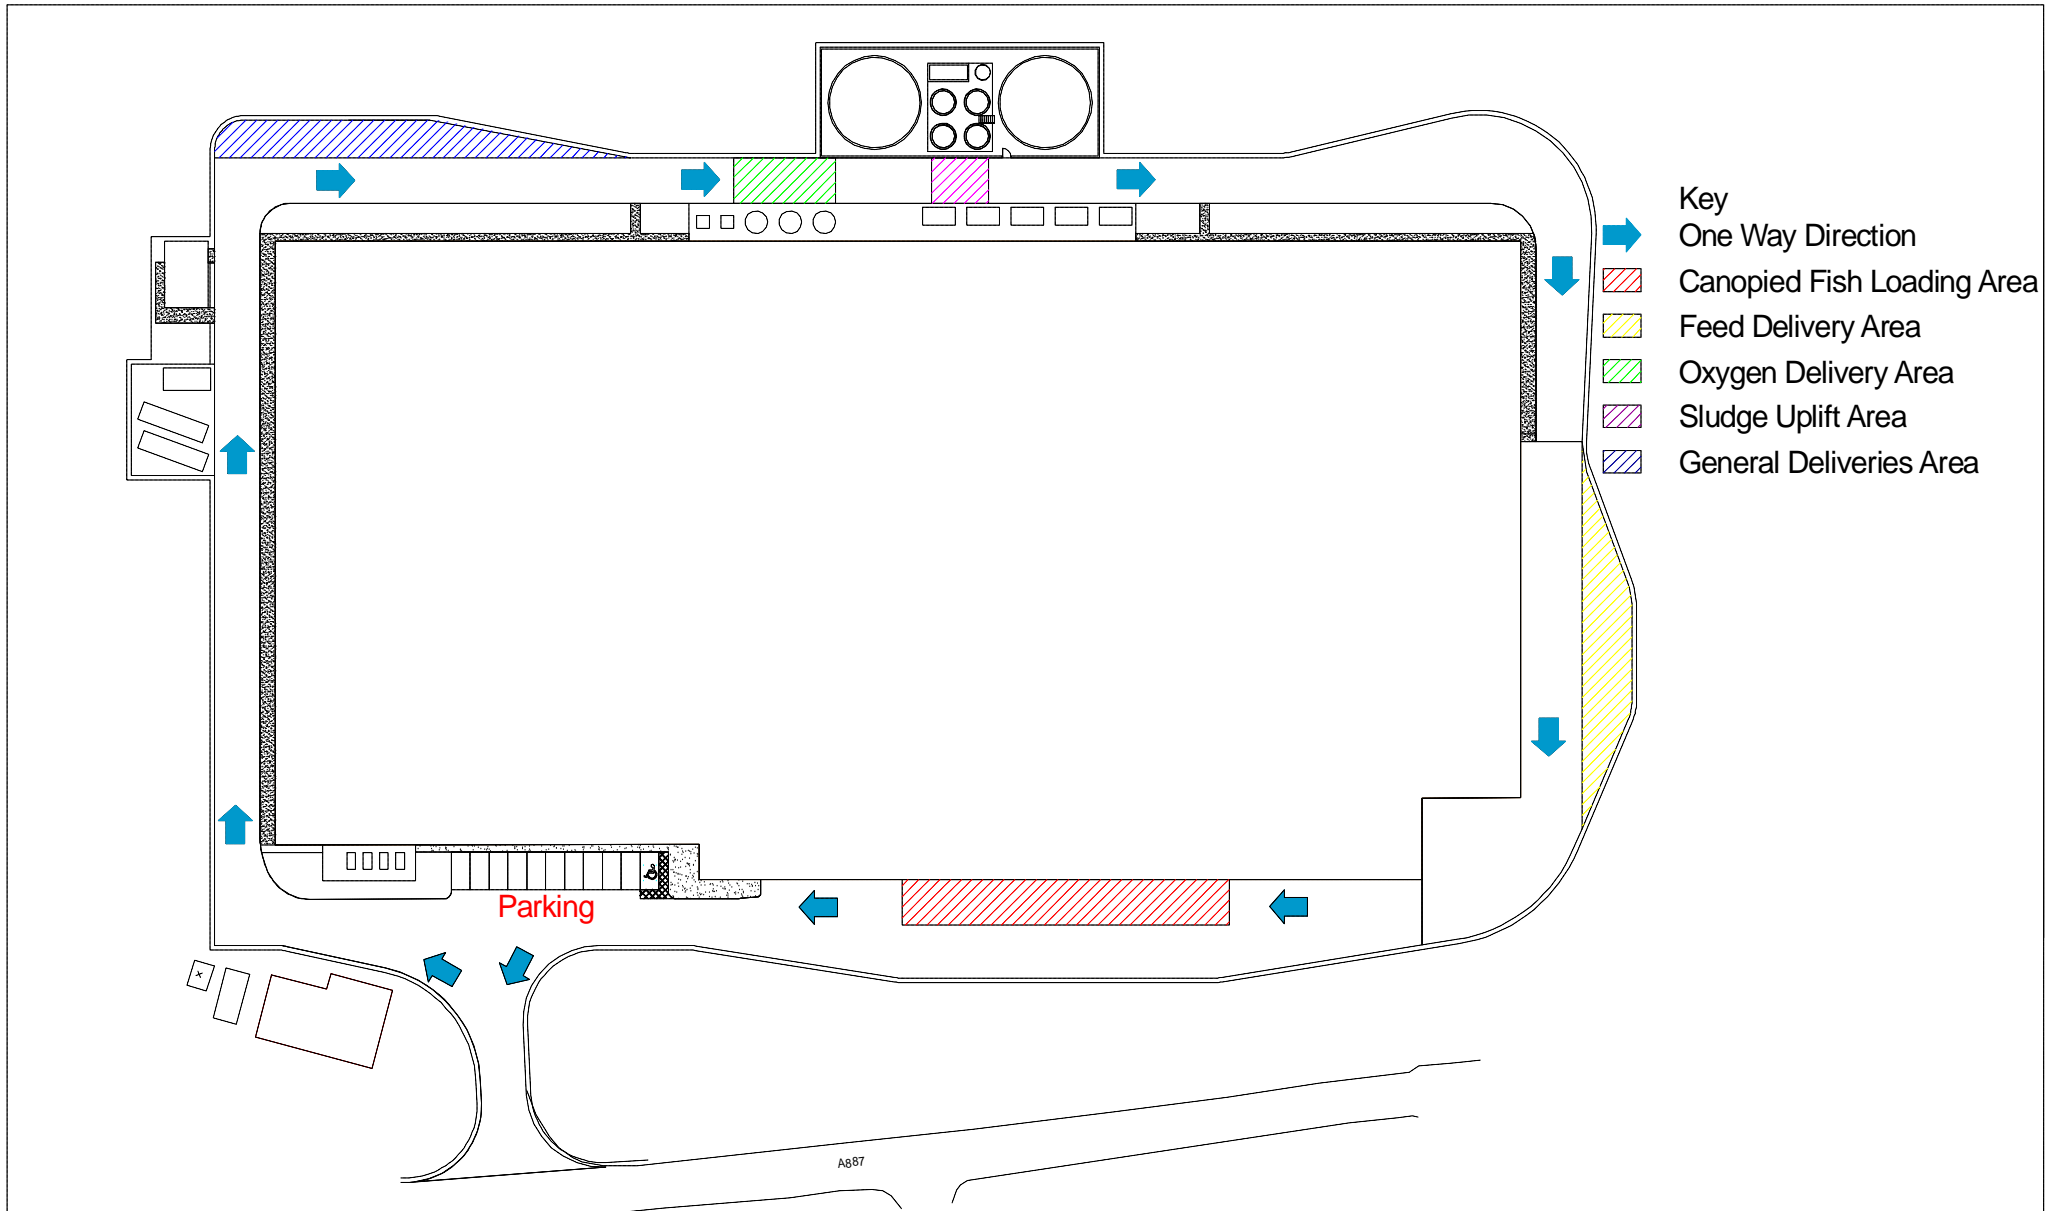 Key
One Way Direction
Canopied Fish Loading Area
Feed Delivery Area
Oxygen Delivery Area
Sludge Uplift Area
General Deliveries Area
Parking
A887